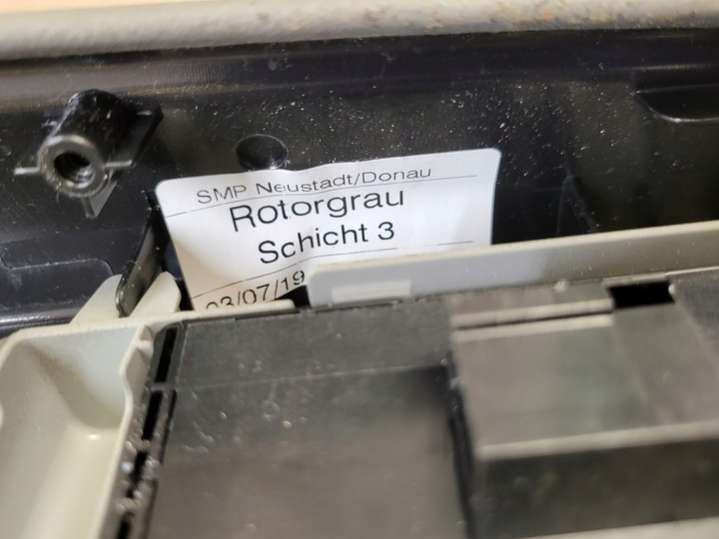 SMP Neustadt/Donau
Rotorgrau
Schicht 3
03/07/19